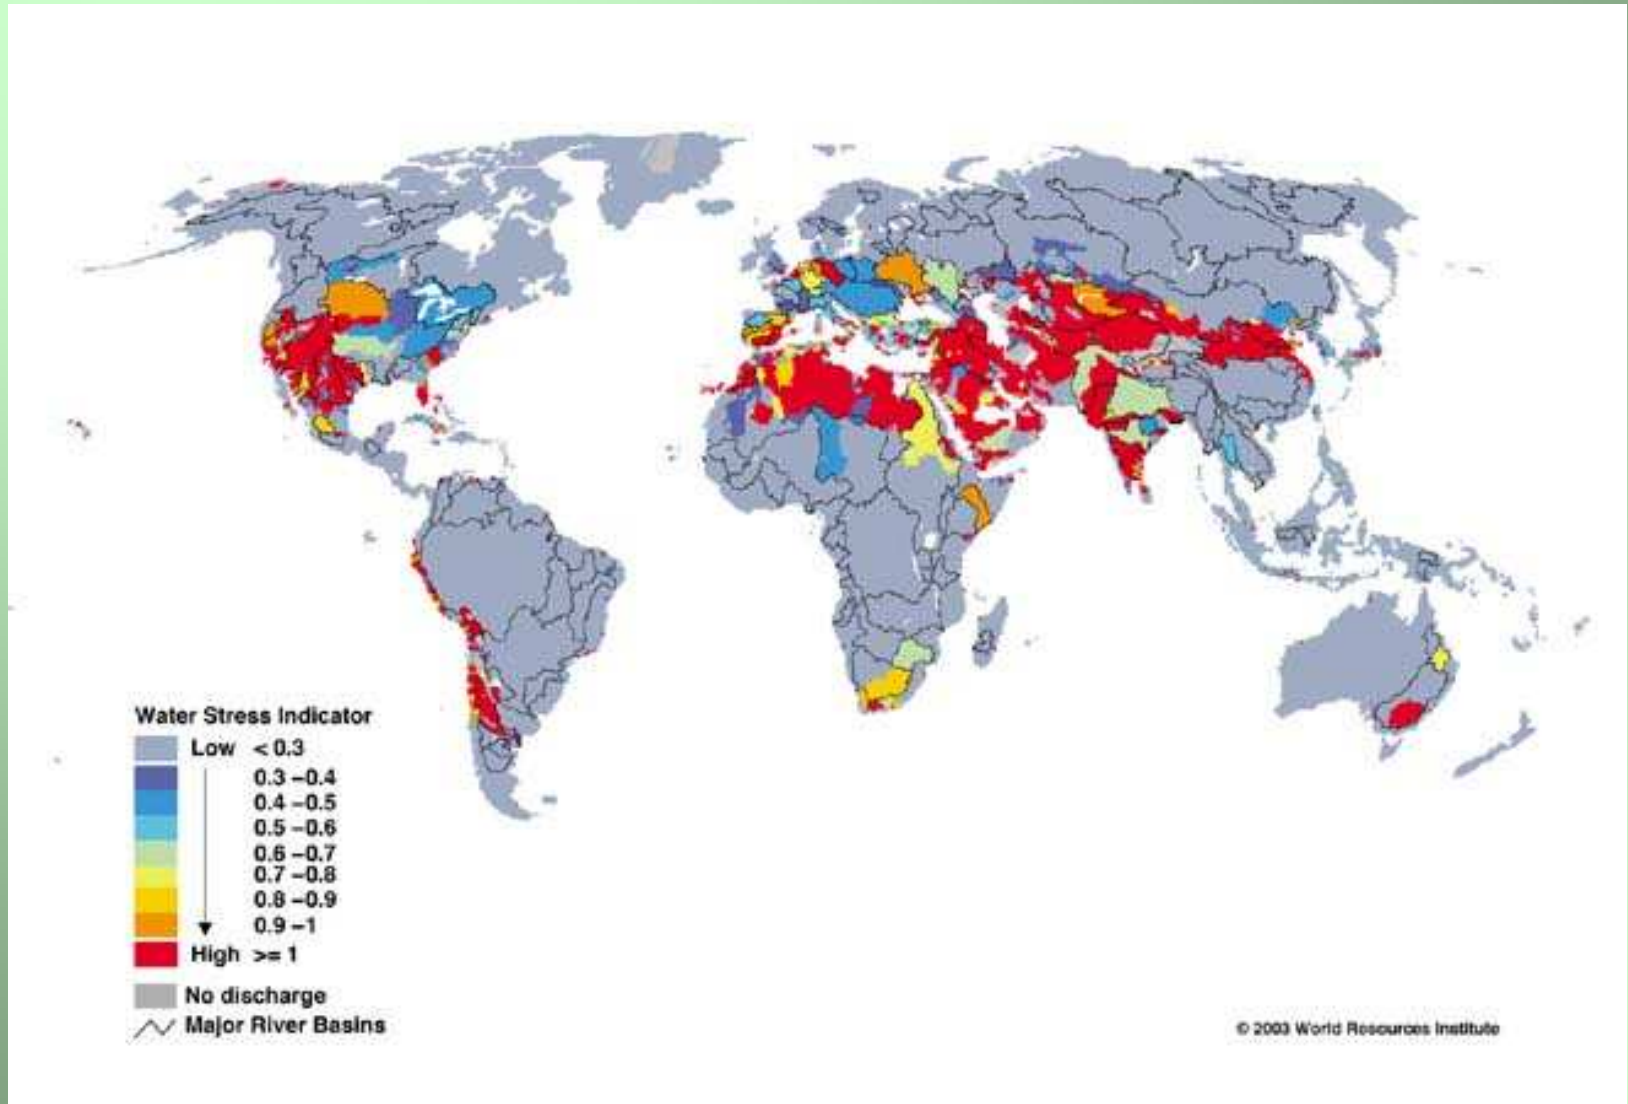 Water Stress Indicator
Low < 0.3
0.3 –0.4
0.4 –0.5
0.5 –0.6
0.6 –0.7
0.7 –0.8
0.8 –0.9
0.9 –1
High >= 1
No discharge
Major River Basins
© 2003 World Resources Institute